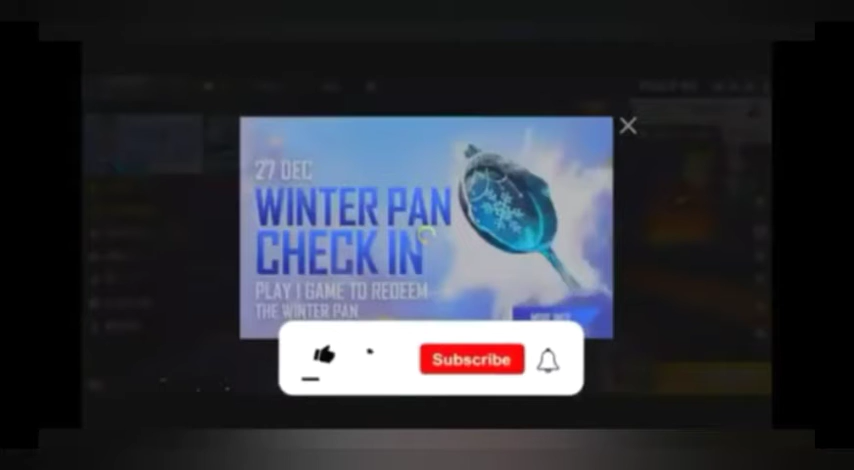 27 DEC
WINTER PAN
CHECK IN
PLAY 1 GAME TO REDEEM
THE WINTER PAN
Subscribe